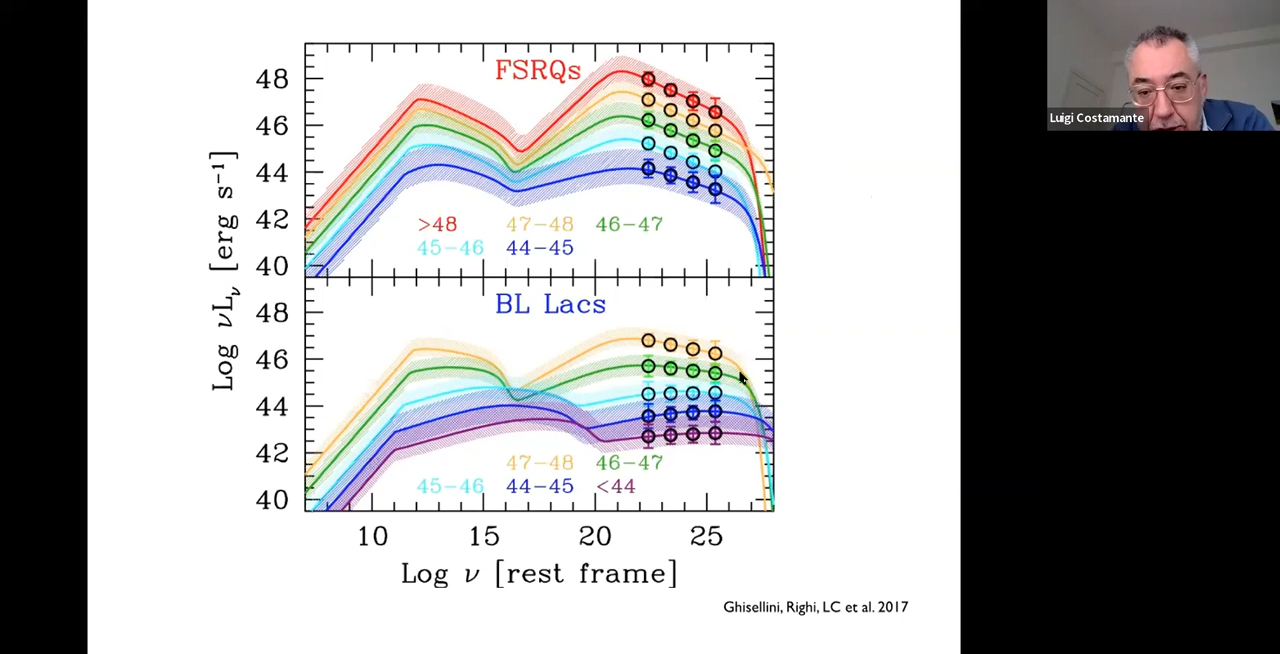 FSRQs
48
46
44
42
40
>48 47−48 46−47
45−46 44−45
BL Lacs
48
46
44
42
40
47−48 46−47
45−46 44−45 <44
10 15 20 25
Log ν [rest frame]
Log νLν [erg s⁻¹]
Ghisellini, Righi, LC et al. 2017
Luigi Costamante